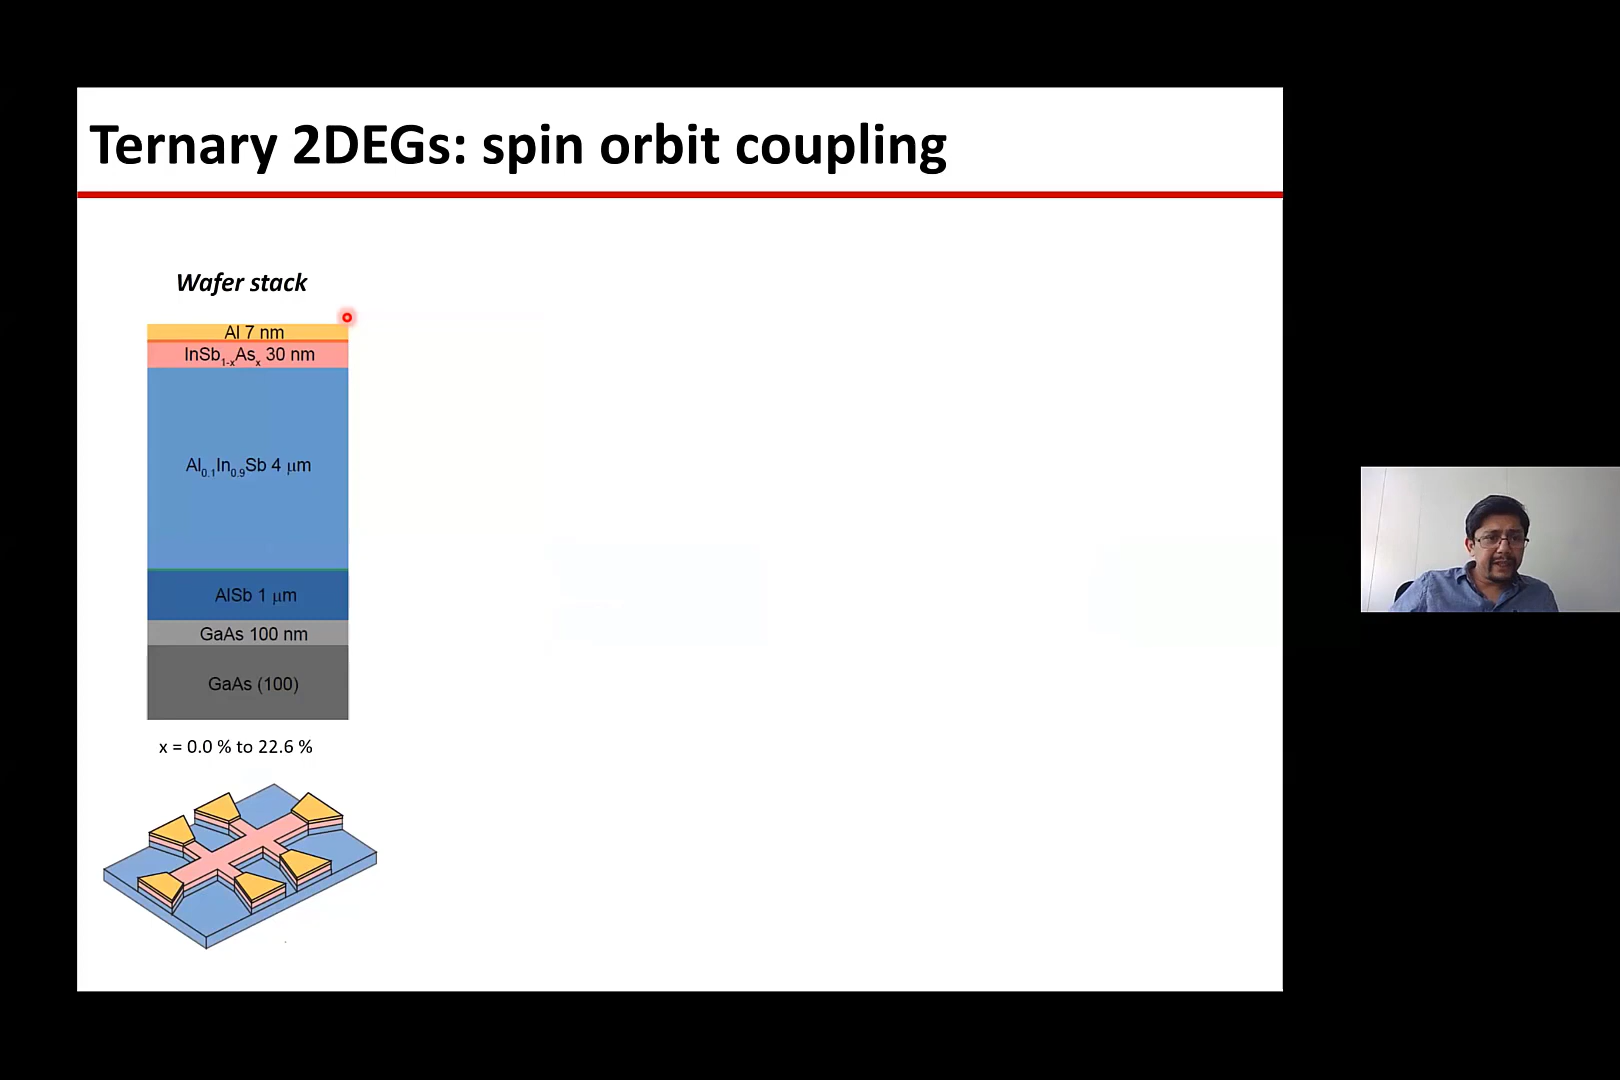 Ternary 2DEGs: spin orbit coupling
Wafer stack
Al 7 nm
InSb₁₋ₓAsₓ 30 nm
Al₀.₁In₀.₉Sb 4 μm
AlSb 1 μm
GaAs 100 nm
GaAs (100)
x = 0.0 % to 22.6 %